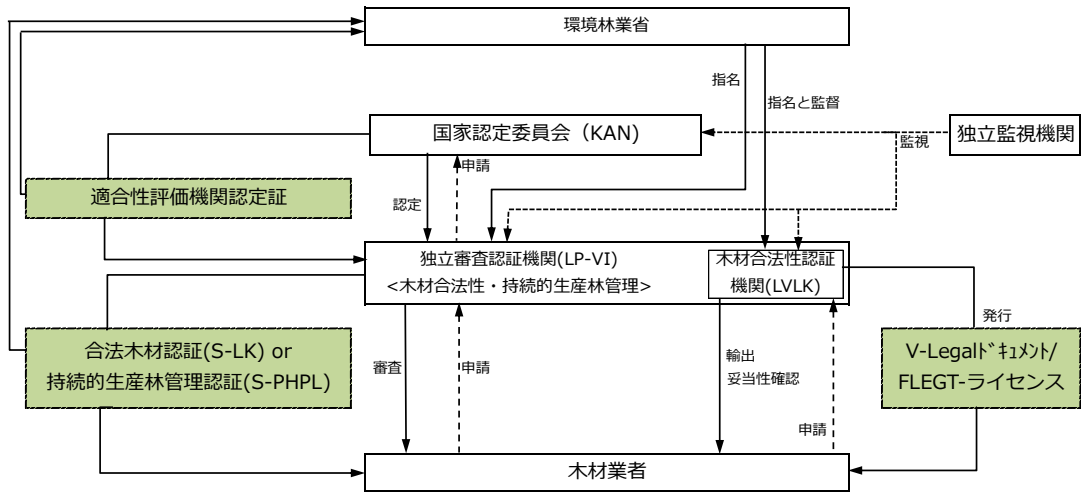 環境林業省
指名
指名と監督
国家認定委員会（KAN)
独立監視機関
監視
申請
適合性評価機関認定証
認定
独立審査認証機関(LP-VI)
<木材合法性・持続的生産林管理>
木材合法性認証
機関(LVLK)
発行
合法木材認証(S-LK) or
持続的生産林管理認証(S-PHPL)
審査
申請
輸出
妥当性確認
V-Legalﾄﾞｷｭﾒﾝﾄ/
FLEGT-ライセンス
申請
木材業者